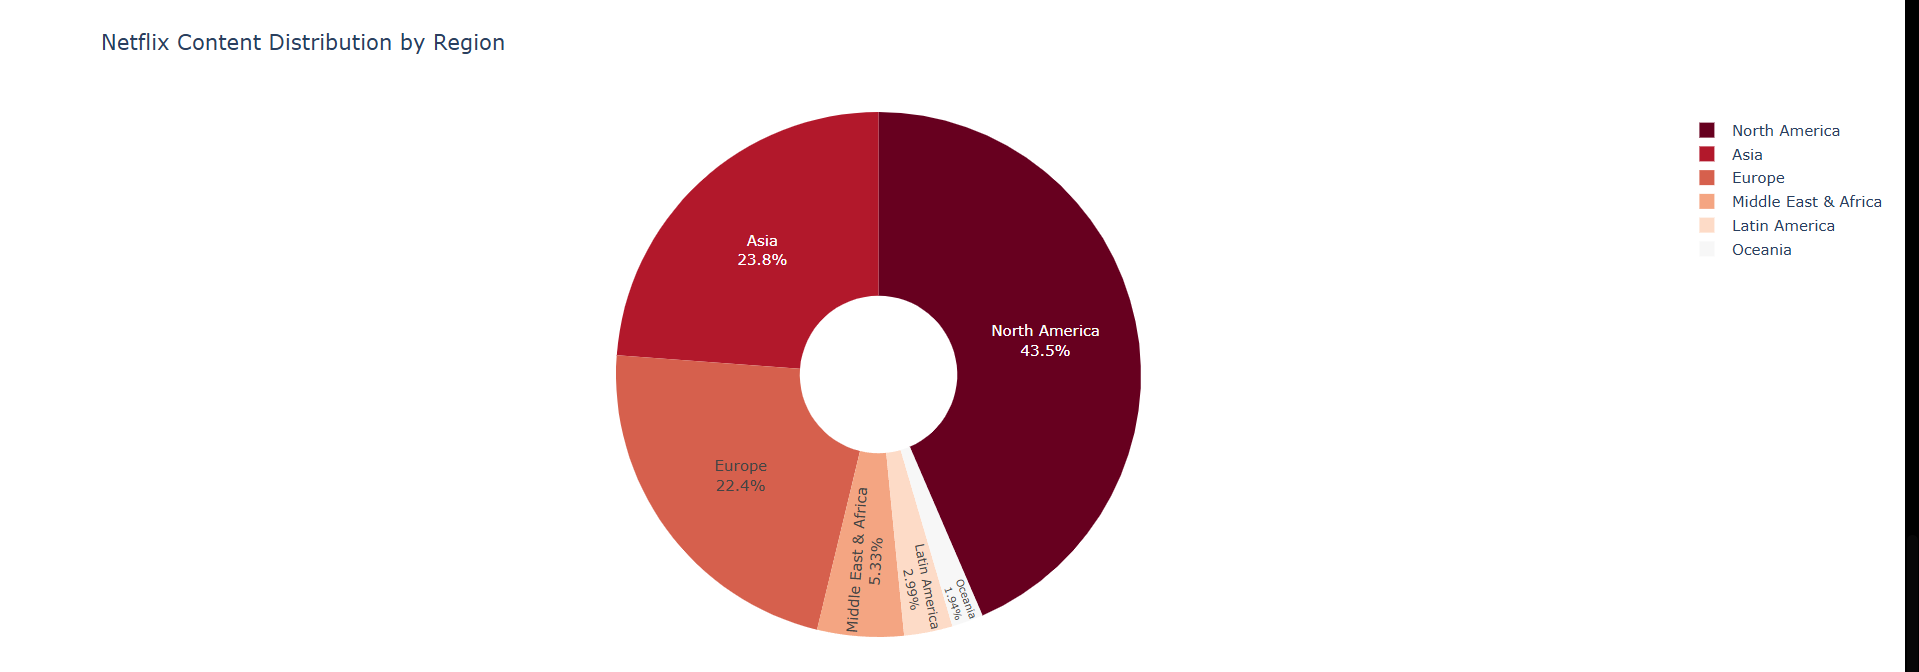 Netflix Content Distribution by Region
North America
Asia
Europe
Middle East & Africa
Latin America
Oceania
Asia
23.8%
North America
43.5%
Europe
22.4%
Middle East & Africa
5.33%
Latin America
2.99%
Oceania
1.94%